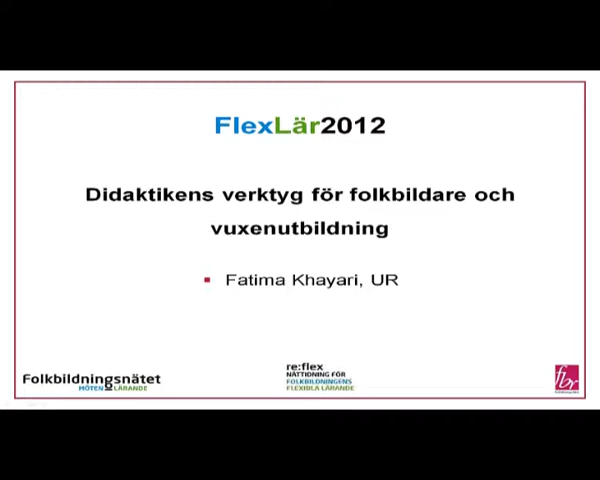 FlexLär2012
Didaktikens verktyg för folkbildare och
vuxenutbildning
Fatima Khayari, UR
Folkbildningsnätet
MÖTEN LÄRANDE
re:flex
NÄTTIDNING FÖR
FOLKBILDNINGENS
FLEXIBLA LÄRANDE
fbr